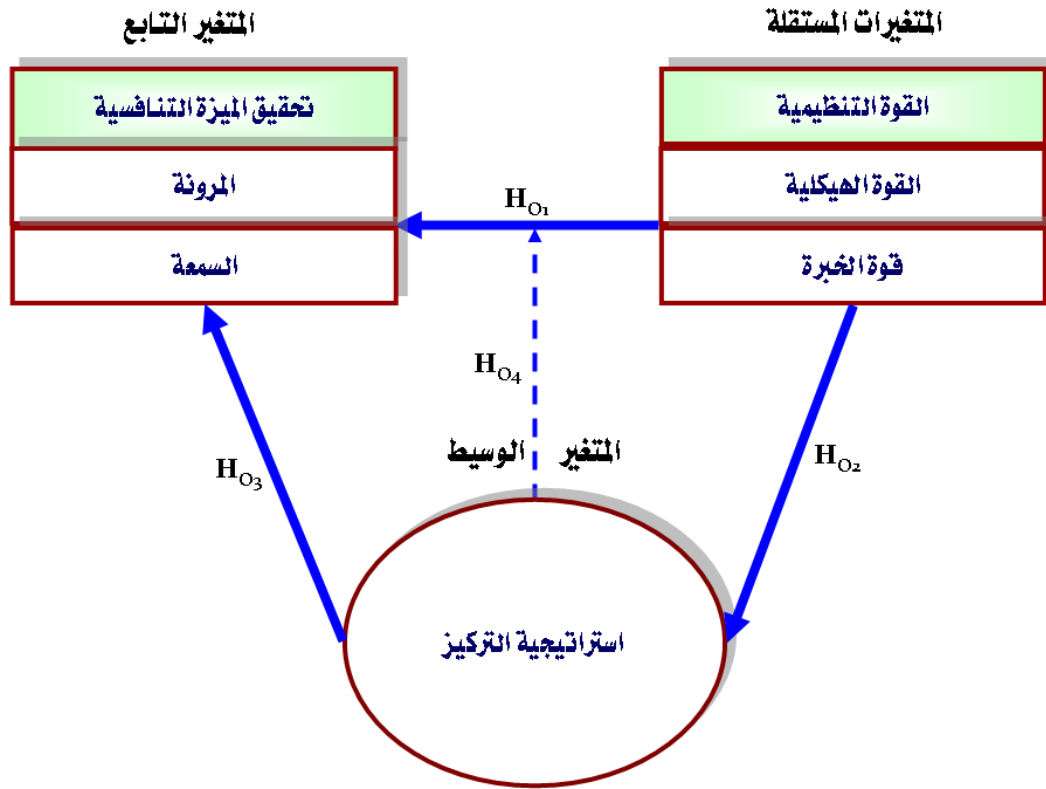 المتغيرات المستقلة
المتغير التابع
القوة التنظيمية
القوة الهيكلية
قوة الخبرة
تحقيق الميزة التنافسية
المرونة
السمعة
HO1
HO4
HO2
HO3
المتغير الوسيط
استراتيجية التركيز